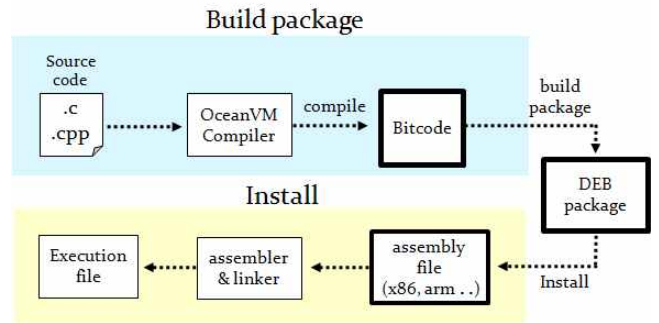 Build package
Source
code
.c
.cpp
OceanVM
Compiler
compile
Bitcode
build
package
DEB
package
Install
Install
assembly
file
(x86, arm . .)
assembler
& linker
Execution
file